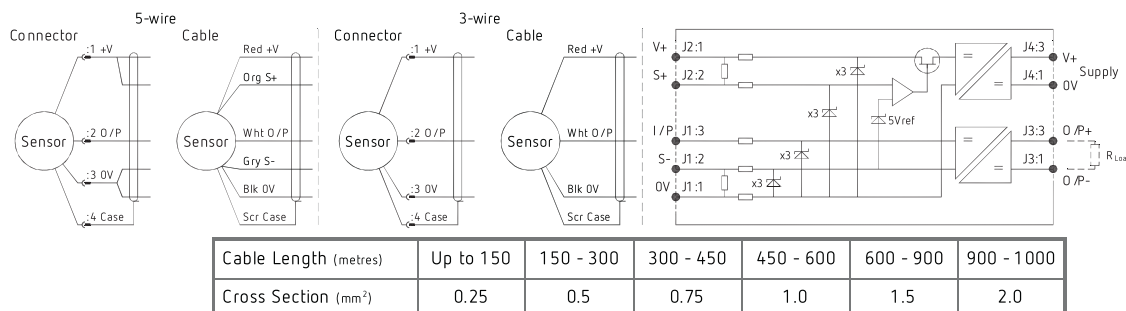 5-wire
3-wire
Connector
Cable
Connector
Cable
:1 +V
:2 O/P
:3 0V
:4 Case
Sensor
Red +V
Org S+
Wht O/P
Gry S-
Blk 0V
Scr Case
Sensor
:1 +V
:2 O/P
:3 0V
:4 Case
Sensor
Red +V
Wht O/P
Blk 0V
Scr Case
Sensor
V+ J2:1
S+ J2:2
I/P J1:3
S- J1:2
0V J1:1
x3
x3
x3
x3
5Vref
J4:3 V+
Supply
J4:1 0V
J3:3 O/P+
J3:1 O/P-
Cable Length (metres) Up to 150 150 - 300 300 - 450 450 - 600 600 - 900 900 - 1000
Cross Section (mm²) 0.25 0.5 0.75 1.0 1.5 2.0